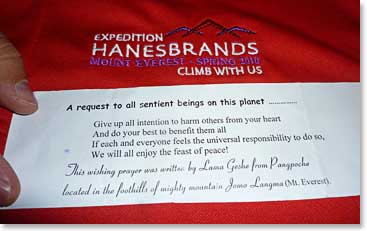 EXPEDITION
HANESBRANDS
MOUNT EVEREST - SPRING 2010
CLIMB WITH US
A request to all sentient beings on this planet ..............
Give up all intention to harm others from your heart
And do your best to benefit them all
If each and everyone feels the universal responsibility to do so,
We will all enjoy the feast of peace!
This wishing prayer was written by Lama Geshe from Pangpoche
located in the foothills of mighty mountain Jomo Langma (Mt. Everest).